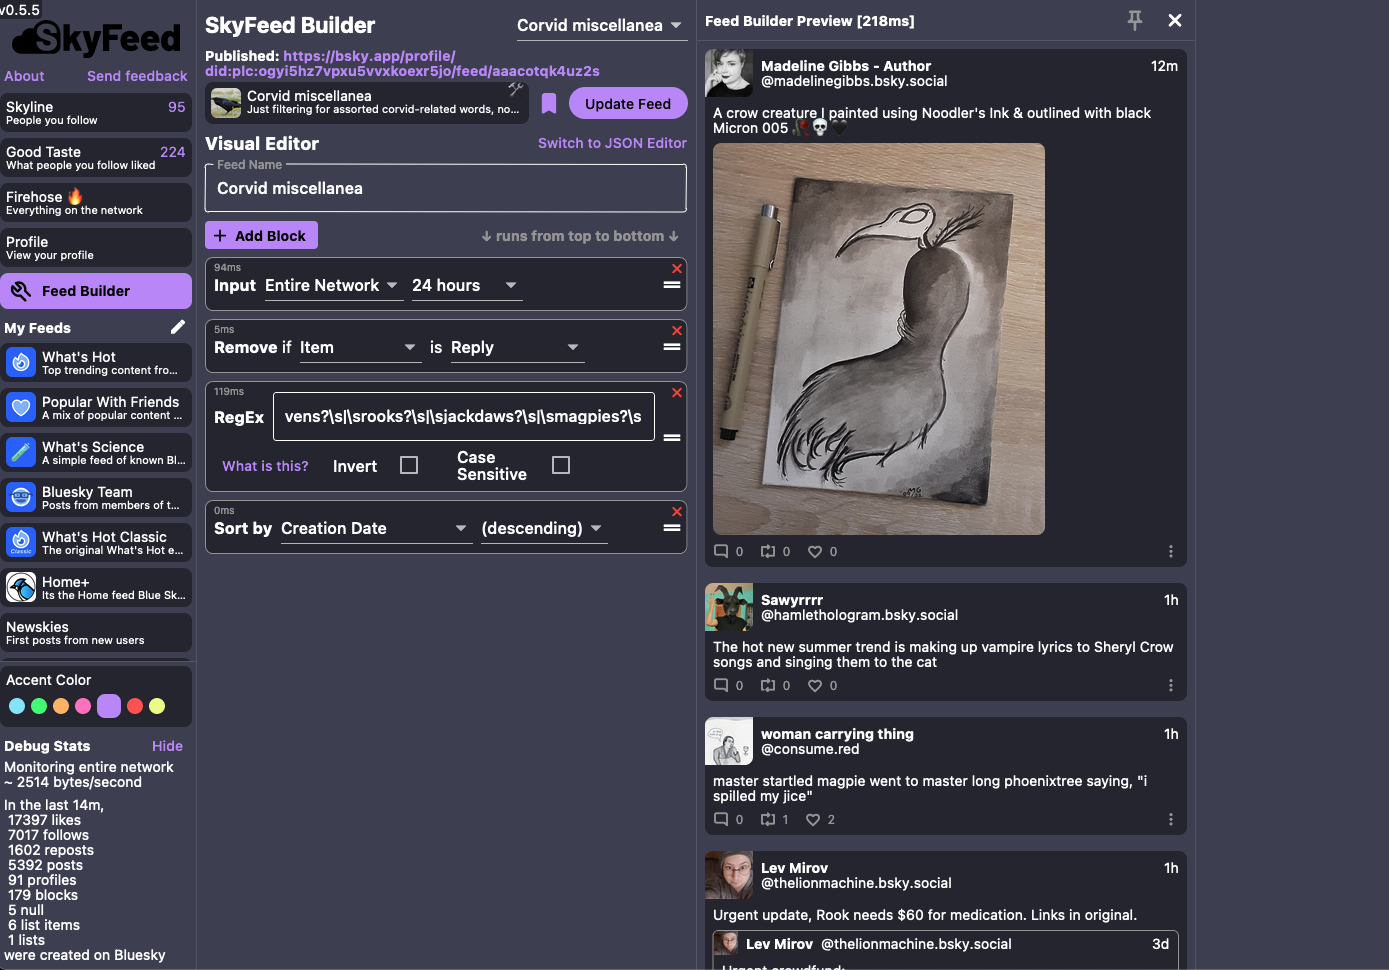 v0.5.5
SkyFeed
About Send feedback
Skyline 95
People you follow
Good Taste 224
What people you follow liked
Firehose 🔥
Everything on the network
Profile
View your profile
Feed Builder
My Feeds
What's Hot
Top trending content fro...
Popular With Friends
A mix of popular content ...
What's Science
A simple feed of known Bl...
Bluesky Team
Posts from members of t...
What's Hot Classic
The original What's Hot e...
Classic
Home+
Its the Home feed Blue Sk...
Newskies
First posts from new users
Accent Color
Debug Stats Hide
Monitoring entire network
~ 2514 bytes/second
In the last 14m,
17397 likes
7017 follows
1602 reposts
5392 posts
91 profiles
179 blocks
5 null
6 list items
1 lists
were created on Bluesky
SkyFeed Builder Corvid miscellanea
Published: https://bsky.app/profile/
did:plc:ogyi5hz7vpxu5vvxkoexr5jo/feed/aaacotqk4uz2s
Corvid miscellanea
Just filtering for assorted corvid-related words, no...
Update Feed
Visual Editor Switch to JSON Editor
Feed Name
Corvid miscellanea
+ Add Block ↓ runs from top to bottom ↓
94ms
Input Entire Network 24 hours
5ms
Remove if Item is Reply
119ms
RegEx vens?\s|\srooks?\s|\sjackdaws?\s|\smagpies?\s
What is this? Invert Case
Sensitive
0ms
Sort by Creation Date (descending)
Feed Builder Preview [218ms]
Madeline Gibbs - Author 12m
@madelinegibbs.bsky.social
A crow creature I painted using Noodler's Ink & outlined with black
Micron 005 🥀💀🖤
0 0 0
Sawyrrrr 1h
@hamlethologram.bsky.social
The hot new summer trend is making up vampire lyrics to Sheryl Crow
songs and singing them to the cat
0 0 0
woman carrying thing 1h
@consume.red
master startled magpie went to master long phoenixtree saying, "i
spilled my jice"
0 1 2
Lev Mirov 1h
@thelionmachine.bsky.social
Urgent update, Rook needs $60 for medication. Links in original.
Lev Mirov @thelionmachine.bsky.social 3d
Urgent crowdfund: